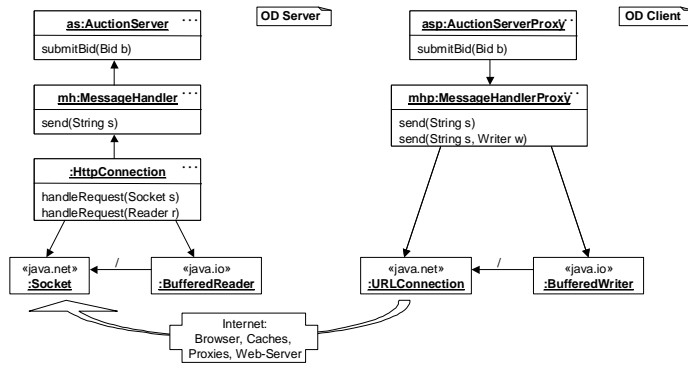 as:AuctionServer ...
submitBid(Bid b)
OD Server
mh:MessageHandler ...
send(String s)
:HttpConnection ...
handleRequest(Socket s)
handleRequest(Reader r)
«java.net»
:Socket
/
«java.io»
:BufferedReader
asp:AuctionServerProxy ...
submitBid(Bid b)
OD Client
mhp:MessageHandlerProxy ...
send(String s)
send(String s, Writer w)
«java.net»
:URLConnection
/
«java.io»
:BufferedWriter
Internet:
Browser, Caches,
Proxies, Web-Server